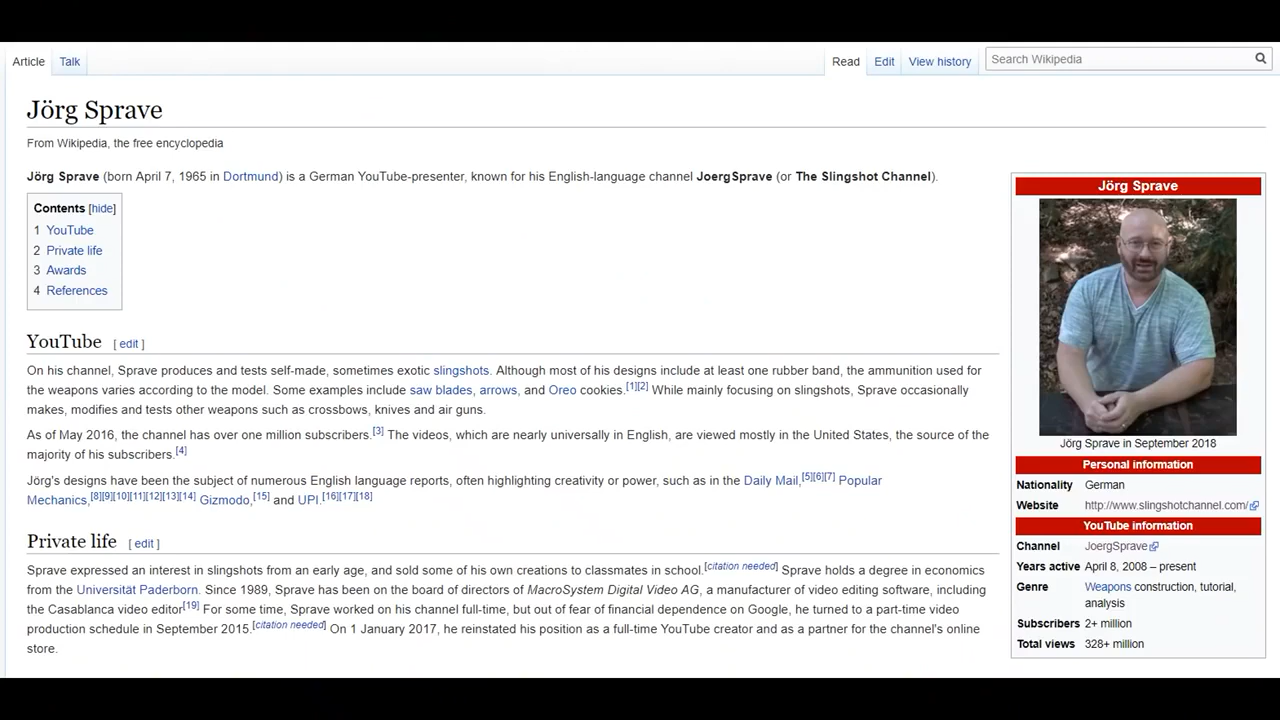 Article Talk Read Edit View history Search Wikipedia
Jörg Sprave
From Wikipedia, the free encyclopedia
Jörg Sprave (born April 7, 1965 in Dortmund) is a German YouTube-presenter, known for his English-language channel JoergSprave (or The Slingshot Channel).
Contents [hide]
1 YouTube
2 Private life
3 Awards
4 References
YouTube [ edit ]
On his channel, Sprave produces and tests self-made, sometimes exotic slingshots. Although most of his designs include at least one rubber band, the ammunition used for
the weapons varies according to the model. Some examples include saw blades, arrows, and Oreo cookies.[1][2] While mainly focusing on slingshots, Sprave occasionally
makes, modifies and tests other weapons such as crossbows, knives and air guns.
As of May 2016, the channel has over one million subscribers.[3] The videos, which are nearly universally in English, are viewed mostly in the United States, the source of the
majority of his subscribers.[4]
Jörg's designs have been the subject of numerous English language reports, often highlighting creativity or power, such as in the Daily Mail,[5][6][7] Popular
Mechanics,[8][9][10][11][12][13][14] Gizmodo,[15] and UPI.[16][17][18]
Private life [ edit ]
Sprave expressed an interest in slingshots from an early age, and sold some of his own creations to classmates in school.[citation needed] Sprave holds a degree in economics
from the Universität Paderborn. Since 1989, Sprave has been on the board of directors of MacroSystem Digital Video AG, a manufacturer of video editing software, including
the Casablanca video editor[19] For some time, Sprave worked on his channel full-time, but out of fear of financial dependence on Google, he turned to a part-time video
production schedule in September 2015.[citation needed] On 1 January 2017, he reinstated his position as a full-time YouTube creator and as a partner for the channel's online
store.
Jörg Sprave
Jörg Sprave in September 2018
Personal information
Nationality German
Website http://www.slingshotchannel.com/
YouTube information
Channel JoergSprave
Years active April 8, 2008 – present
Genre Weapons construction, tutorial,
analysis
Subscribers 2+ million
Total views 328+ million